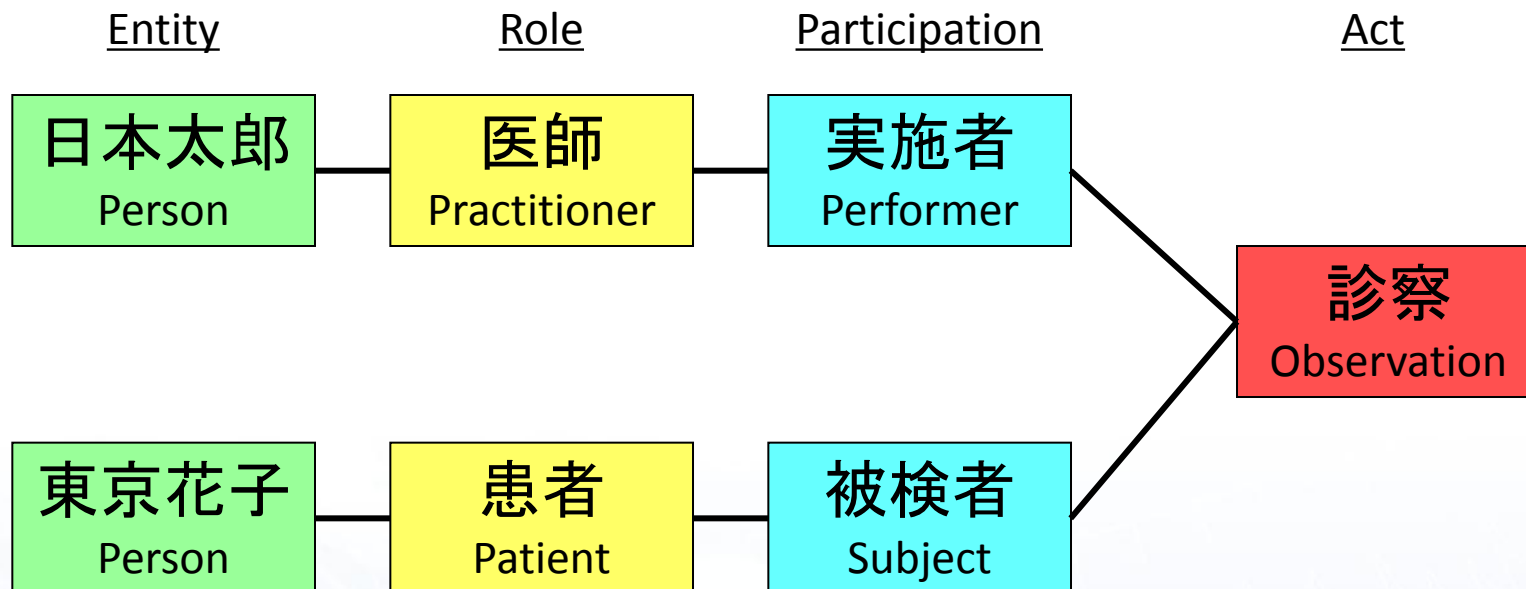 Entity
Role
Participation
Act
日本太郎
Person
医師
Practitioner
実施者
Performer
診察
Observation
東京花子
Person
患者
Patient
被検者
Subject